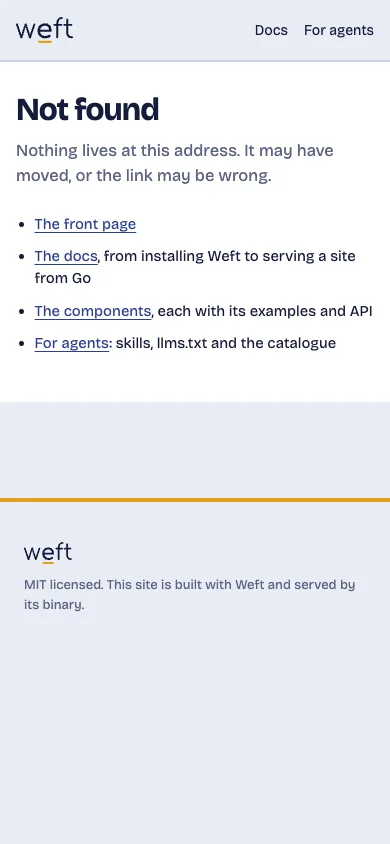 weft
Docs
For agents
Not found
Nothing lives at this address. It may have
moved, or the link may be wrong.
The front page
The docs, from installing Weft to serving a site
from Go
The components, each with its examples and API
For agents: skills, llms.txt and the catalogue
weft
MIT licensed. This site is built with Weft and served by
its binary.